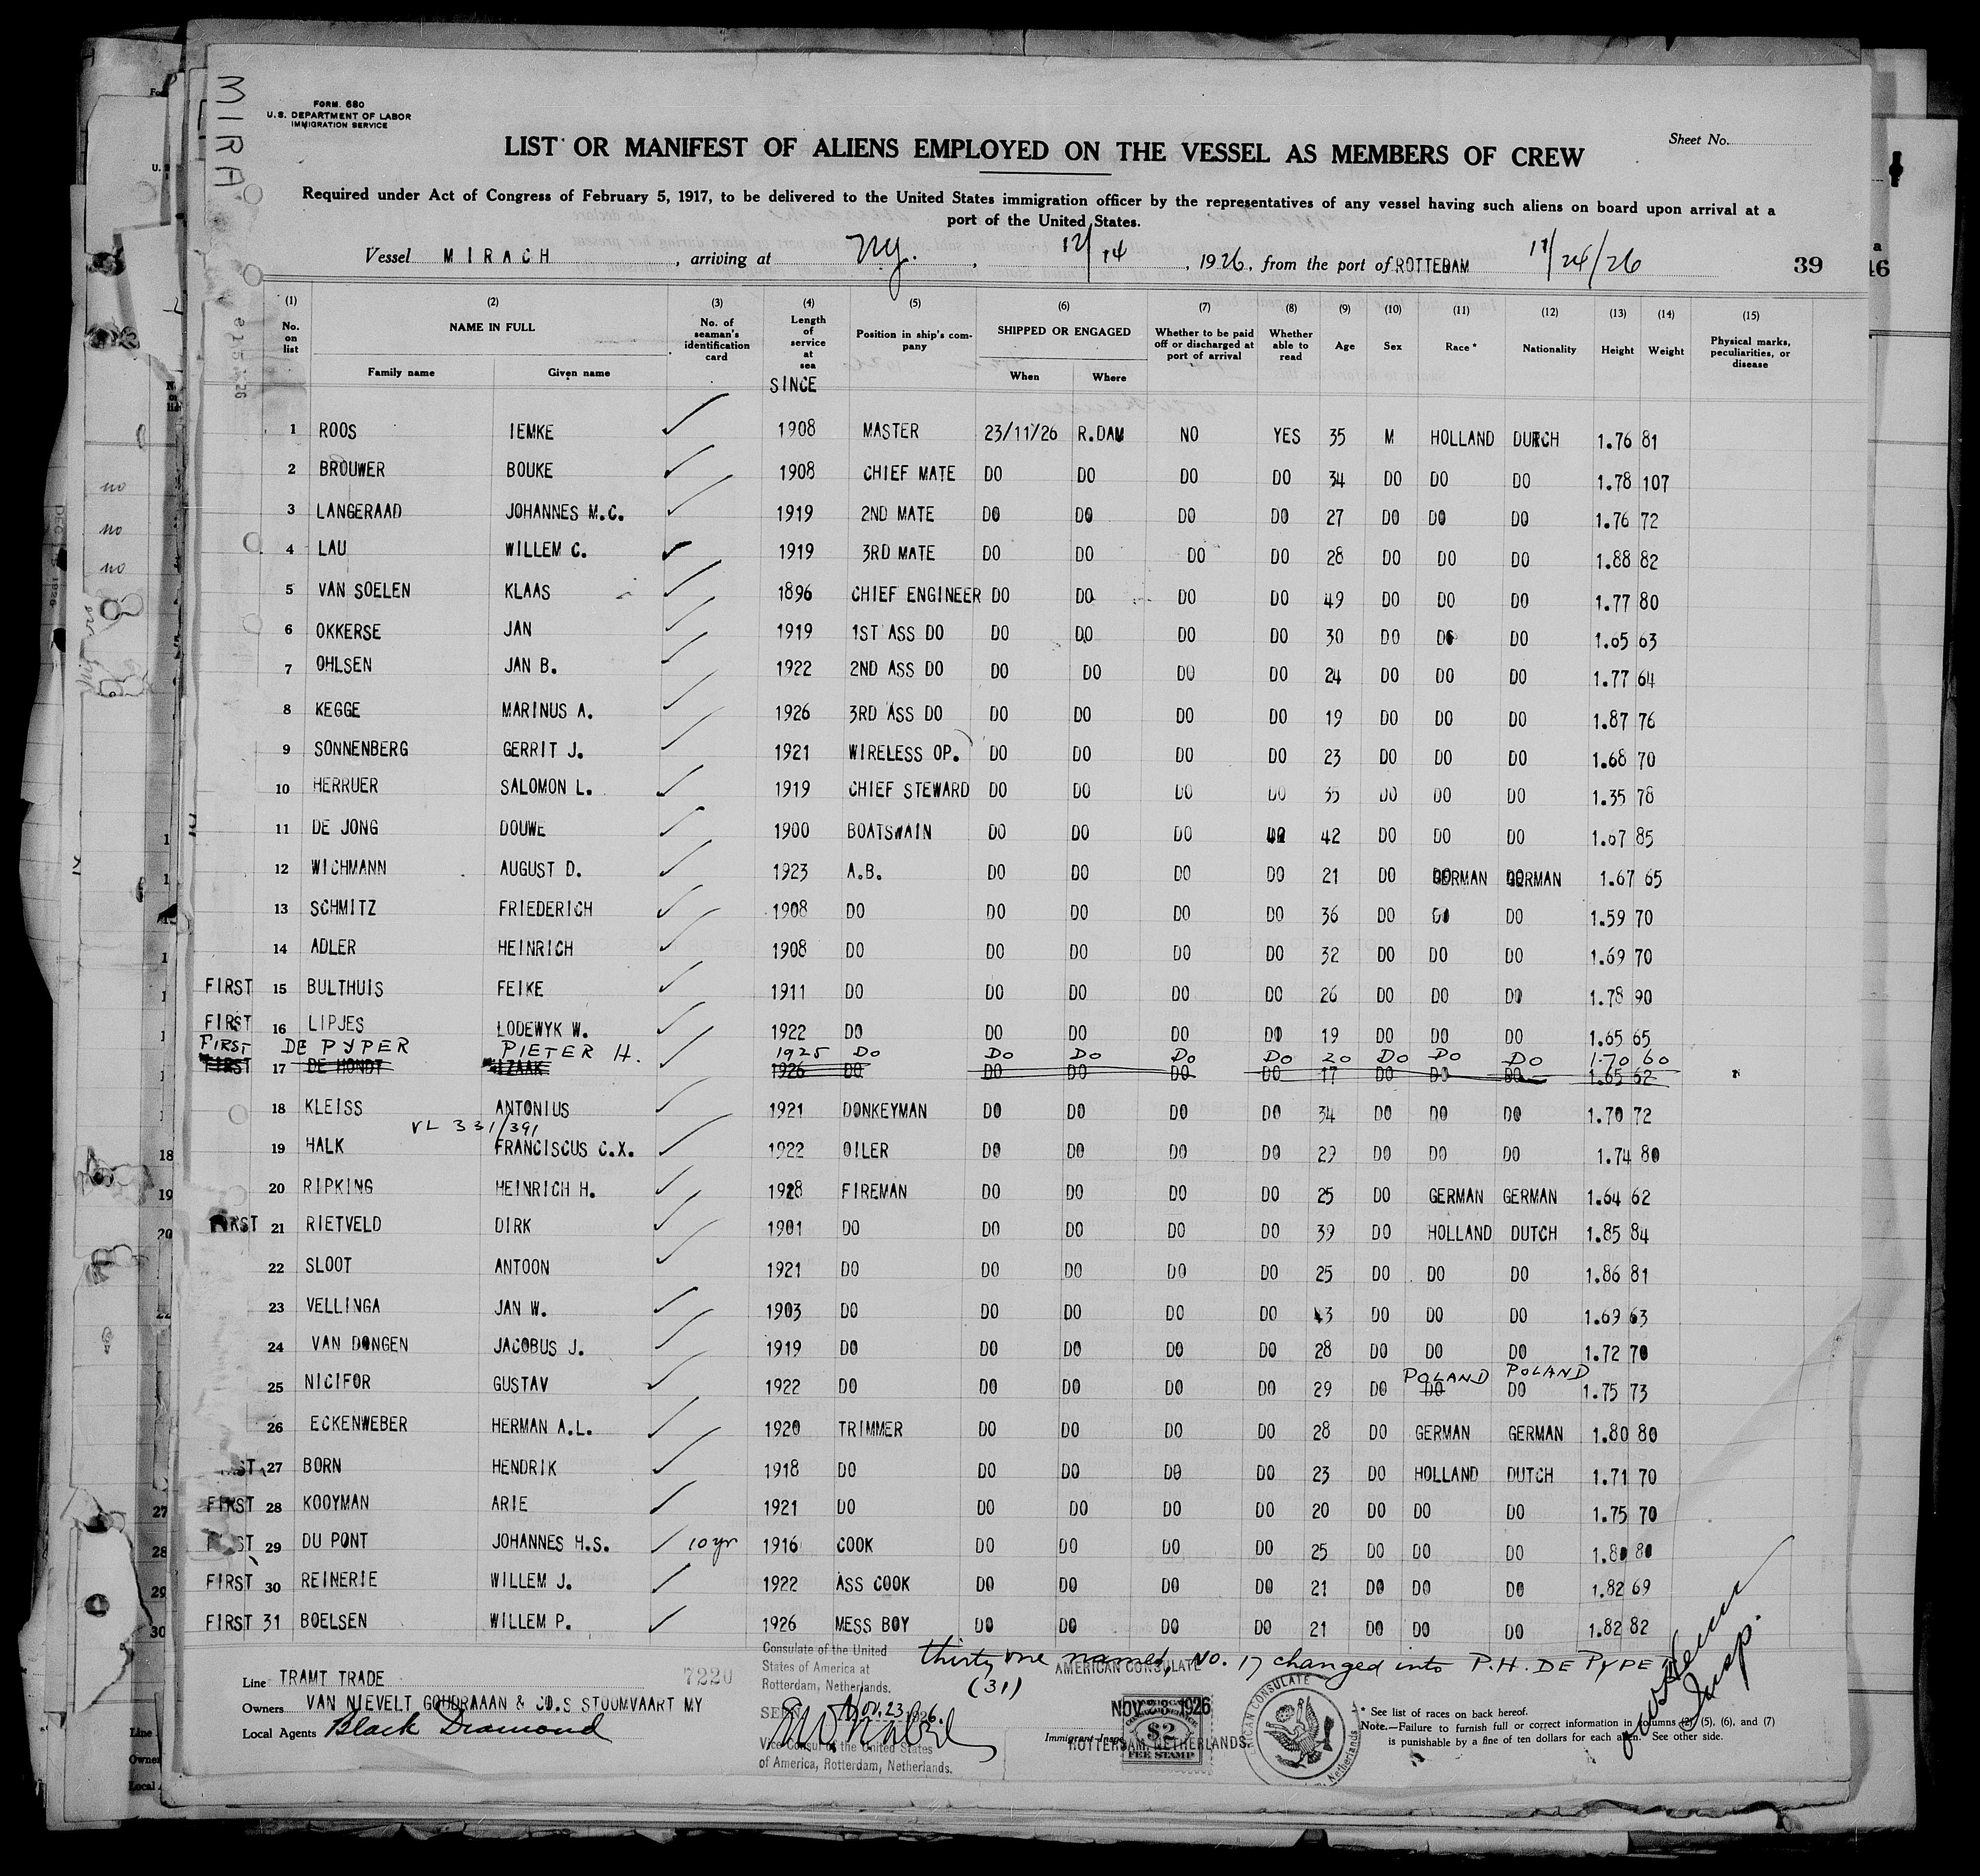 MIRA
FORM 680
U.S. DEPARTMENT OF LABOR
IMMIGRATION SERVICE
Sheet No.
LIST OR MANIFEST OF ALIENS EMPLOYED ON THE VESSEL AS MEMBERS OF CREW
Required under Act of Congress of February 5, 1917, to be delivered to the United States immigration officer by the representatives of any vessel having such aliens on board upon arrival at a
port of the United States.
Vessel MIRACH, arriving at Ny., 12/14, 1926, from the port of ROTTERDAM 11/24/26 39
(1) (2) (3) (4) (5) (6) (7) (8) (9) (10) (11) (12) (13) (14) (15)
No. on list NAME IN FULL Family name Given name No. of seaman's identification card Length of service at sea SINCE Position in ship's company SHIPPED OR ENGAGED When Where Whether to be paid off or discharged at port of arrival Whether able to read Age Sex Race * Nationality Height Weight Physical marks, peculiarities, or disease
1 ROOS IEMKE 1908 MASTER 23/11/26 R.DAM NO YES 35 M HOLLAND DUTCH 1.76 81
2 BROUWER BOUKE 1908 CHIEF MATE DO DO DO DO 34 DO DO DO 1.78 107
3 LANGERAAD JOHANNES M.C. 1919 2ND MATE DO DO DO DO 27 DO DO DO 1.76 72
4 LAU WILLEM C. 1919 3RD MATE DO DO DO DO 28 DO DO DO 1.88 82
5 VAN SOELEN KLAAS 1896 CHIEF ENGINEER DO DO DO DO 49 DO DO DO 1.77 80
6 OKKERSE JAN 1919 1ST ASS DO DO DO DO DO 30 DO DO DO 1.65 63
7 OHLSEN JAN B. 1922 2ND ASS DO DO DO DO DO 24 DO DO DO 1.77 64
8 KEGGE MARINUS A. 1926 3RD ASS DO DO DO DO DO 19 DO DO DO 1.87 76
9 SONNENBERG GERRIT J. 1921 WIRELESS OP. DO DO DO DO 23 DO DO DO 1.68 70
10 HERRUER SALOMON L. 1919 CHIEF STEWARD DO DO DO DO 35 DO DO DO 1.35 78
11 DE JONG DOUWE 1900 BOATSWAIN DO DO DO DO 42 DO DO DO 1.67 85
12 WICHMANN AUGUST D. 1923 A.B. DO DO DO DO 21 DO GERMAN GERMAN 1.67 65
13 SCHMITZ FRIEDERICH 1908 DO DO DO DO DO 36 DO DO DO 1.59 70
14 ADLER HEINRICH 1908 DO DO DO DO DO 32 DO DO DO 1.69 70
FIRST 15 BULTHUIS FEIKE 1911 DO DO DO DO DO 26 DO DO DO 1.78 90
FIRST 16 LIPJES LODEWYK W. 1922 DO DO DO DO DO 19 DO DO DO 1.65 65
FIRST DE PYPER PIETER H. 1925 Do Do Do Do Do 20 Do Do Do 1.70 60
FIRST 17 DE HONDT IZAAK 1926 DO DO DO DO DO 17 DO DO DO 1.65 62
18 KLEISS ANTONIUS 1921 DONKEYMAN DO DO DO DO 34 DO DO DO 1.70 72
VL 331/391
19 HALK FRANCISCUS C.X. 1922 OILER DO DO DO DO 29 DO DO DO 1.74 80
20 RIPKING HEINRICH H. 1928 FIREMAN DO DO DO DO 25 DO GERMAN GERMAN 1.64 62
FIRST 21 RIETVELD DIRK 1901 DO DO DO DO DO 39 DO HOLLAND DUTCH 1.85 84
22 SLOOT ANTOON 1921 DO DO DO DO DO 25 DO DO DO 1.86 81
23 VELLINGA JAN W. 1903 DO DO DO DO DO 43 DO DO DO 1.69 63
24 VAN DONGEN JACOBUS J. 1919 DO DO DO DO DO 28 DO DO DO 1.72 70
POLAND POLAND
25 NICIFOR GUSTAV 1922 DO DO DO DO DO 29 DO DO DO 1.75 73
26 ECKENWEBER HERMAN A.L. 1920 TRIMMER DO DO DO DO 28 DO GERMAN GERMAN 1.80 80
27 BORN HENDRIK 1918 DO DO DO DO DO 23 DO HOLLAND DUTCH 1.71 70
FIRST 28 KOOYMAN ARIE 1921 DO DO DO DO DO 20 DO DO DO 1.75 70
29 DU PONT JOHANNES H.S. 10 yr 1916 COOK DO DO DO DO 25 DO DO DO 1.80 80
FIRST 30 REINERIE WILLEM J. 1922 ASS COOK DO DO DO DO 21 DO DO DO 1.82 69
FIRST 31 BOELSEN WILLEM P. 1926 MESS BOY DO DO DO DO 21 DO DO DO 1.82 82
thirty one names, No. 17 changed into P.H. DE PYPER
(31)
Line TRAMT TRADE 7220
Owners VAN NIEVELT GOUDRAAAN & CO.S STOOMVAART MY
Local Agents Black Diamond
Consulate of the United
States of America at
Rotterdam, Netherlands.
Nov. 23, 1926.
Vice Consul of the United States
of America, Rotterdam, Netherlands.
AMERICAN CONSULATE
NOV 23 1926
ROTTERDAM, NETHERLANDS
$2
FEE STAMP
Immigrant Inspe
AMERICAN CONSULATE
Netherlands
Insp.
* See list of races on back hereof.
Note.—Failure to furnish full or correct information in columns (2), (5), (6), and (7)
is punishable by a fine of ten dollars for each alien. See other side.